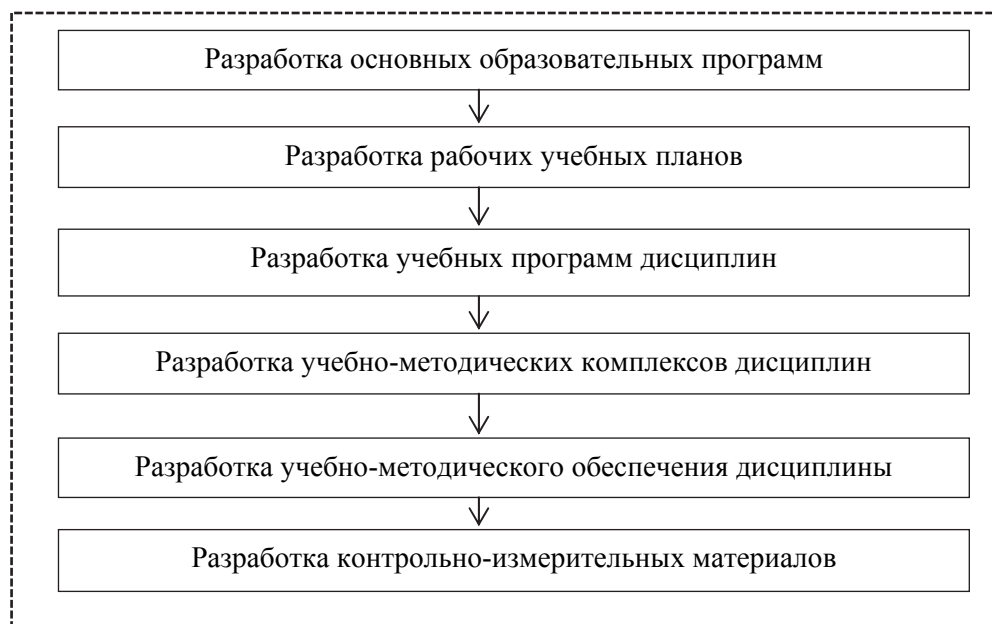 Разработка основных образовательных программ
Разработка рабочих учебных планов
Разработка учебных программ дисциплин
Разработка учебно-методических комплексов дисциплин
Разработка учебно-методического обеспечения дисциплины
Разработка контрольно-измерительных материалов